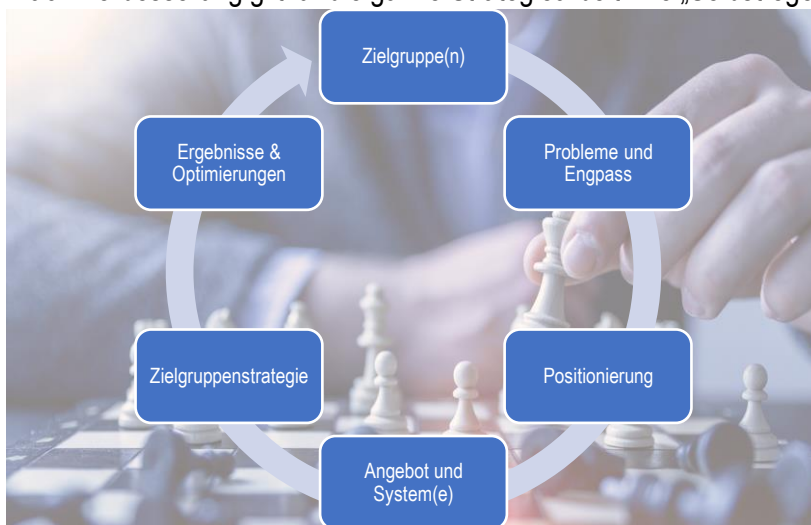 Zielgruppe(n)
Probleme und
Engpass
Positionierung
Angebot und
System(e)
Zielgruppenstrategie
Ergebnisse &
Optimierungen